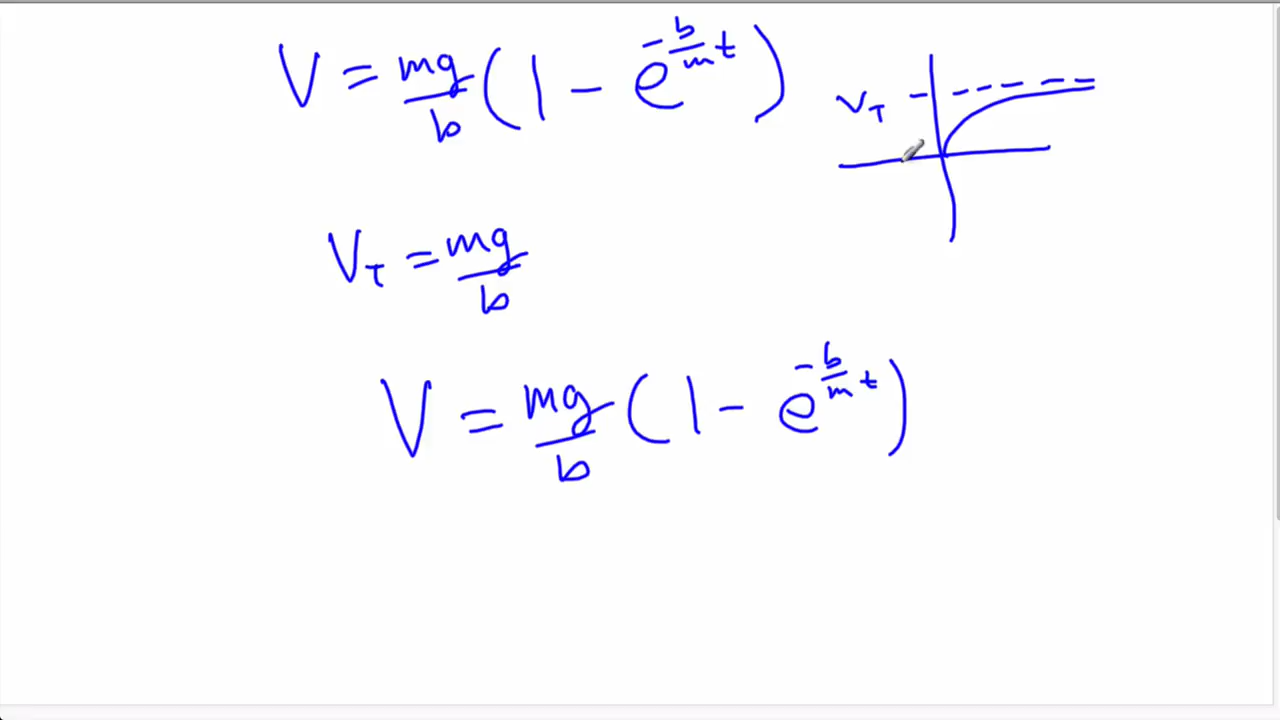 V = mg/b (1 - e^{-b/m t})
V_T
V_T = mg/b
V = mg/b (1 - e^{-b/m t})